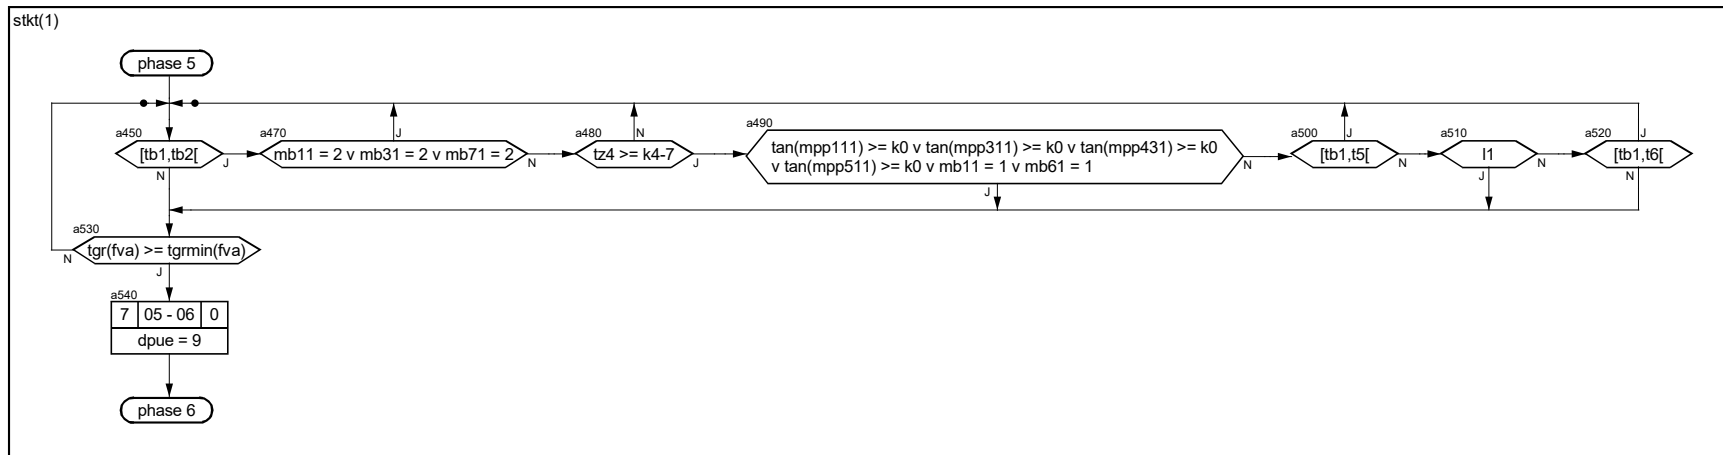 stkt(1)
phase 5
a450
[tb1,tb2[
J
N
a470
mb11 = 2 v mb31 = 2 v mb71 = 2
J
N
a480
tz4 >= k4-7
N
J
a490
tan(mpp111) >= k0 v tan(mpp311) >= k0 v tan(mpp431) >= k0
v tan(mpp511) >= k0 v mb11 = 1 v mb61 = 1
N
J
a500
[tb1,t5[
J
N
a510
l1
N
J
a520
[tb1,t6[
J
N
a530
tgr(fva) >= tgrmin(fva)
N
J
a540
7 05 - 06 0
dpue = 9
phase 6